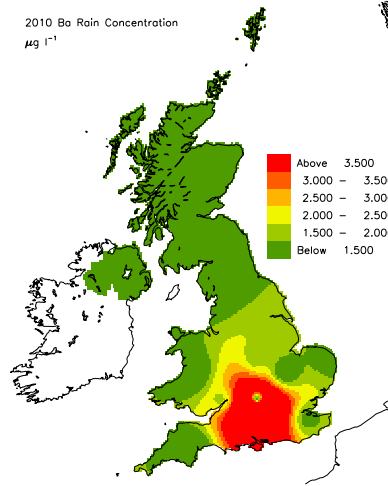 2010 Ba Rain Concentration
µg l⁻¹
Above 3.500
3.000 – 3.50
2.500 – 3.00
2.000 – 2.50
1.500 – 2.00
Below 1.500